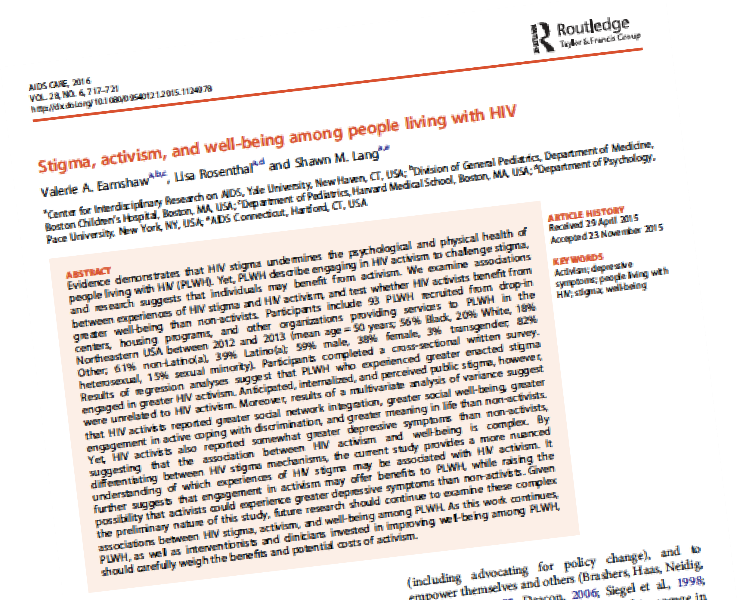 Routledge
Taylor & Francis Group
AIDS CARE, 2016
VOL. 28, NO. 6, 717–721
http://dx.doi.org/10.1080/09540121.2015.1124978
Stigma, activism, and well-being among people living with HIV
Valerie A. Earnshaw a,b,c, Lisa Rosenthal a,d and Shawn M. Lang a,e
aCenter for Interdisciplinary Research on AIDS, Yale University, New Haven, CT, USA; bDivision of General Pediatrics, Department of Medicine,
Boston Children's Hospital, Boston, MA, USA; cDepartment of Pediatrics, Harvard Medical School, Boston, MA, USA; dDepartment of Psychology,
Pace University, New York, NY, USA; eAIDS Connecticut, Hartford, CT, USA
ABSTRACT
Evidence demonstrates that HIV stigma undermines the psychological and physical health of
people living with HIV (PLWH). Yet, PLWH describe engaging in HIV activism to challenge stigma,
and research suggests that individuals may benefit from activism. We examine associations
between experiences of HIV stigma and HIV activism, and test whether HIV activists benefit from
greater well-being than non-activists. Participants include 93 PLWH recruited from drop-in
centers, housing programs, and other organizations providing services to PLWH in the
Northeastern USA between 2012 and 2013 (mean age = 50 years; 56% Black, 20% White, 18%
Other; 61% non-Latino(a), 39% Latino(a); 59% male, 38% female, 3% transgender; 82%
heterosexual, 15% sexual minority). Participants completed a cross-sectional written survey.
Results of regression analyses suggest that PLWH who experienced greater enacted stigma
engaged in greater HIV activism. Anticipated, internalized, and perceived public stigma, however,
were unrelated to HIV activism. Moreover, results of a multivariate analysis of variance suggest
that HIV activists reported greater social network integration, greater social well-being, greater
engagement in active coping with discrimination, and greater meaning in life than non-activists.
Yet, HIV activists also reported somewhat greater depressive symptoms than non-activists,
suggesting that the association between HIV activism and well-being is complex. By
differentiating between HIV stigma mechanisms, the current study provides a more nuanced
understanding of which experiences of HIV stigma may be associated with HIV activism. It
further suggests that engagement in activism may offer benefits to PLWH, while raising the
possibility that activists could experience greater depressive symptoms than non-activists. Given
the preliminary nature of this study, future research should continue to examine these complex
associations between HIV stigma, activism, and well-being among PLWH. As this work continues,
PLWH, as well as interventionists and clinicians invested in improving well-being among PLWH,
should carefully weigh the benefits and potential costs of activism.
ARTICLE HISTORY
Received 29 April 2015
Accepted 23 November 2015
KEYWORDS
Activism; depressive
symptoms; people living with
HIV; stigma; well-being
(including advocating for policy change), and to
empower themselves and others (Brashers, Haas, Neidig,
Deacon, 2006; Siegel et al., 1998;